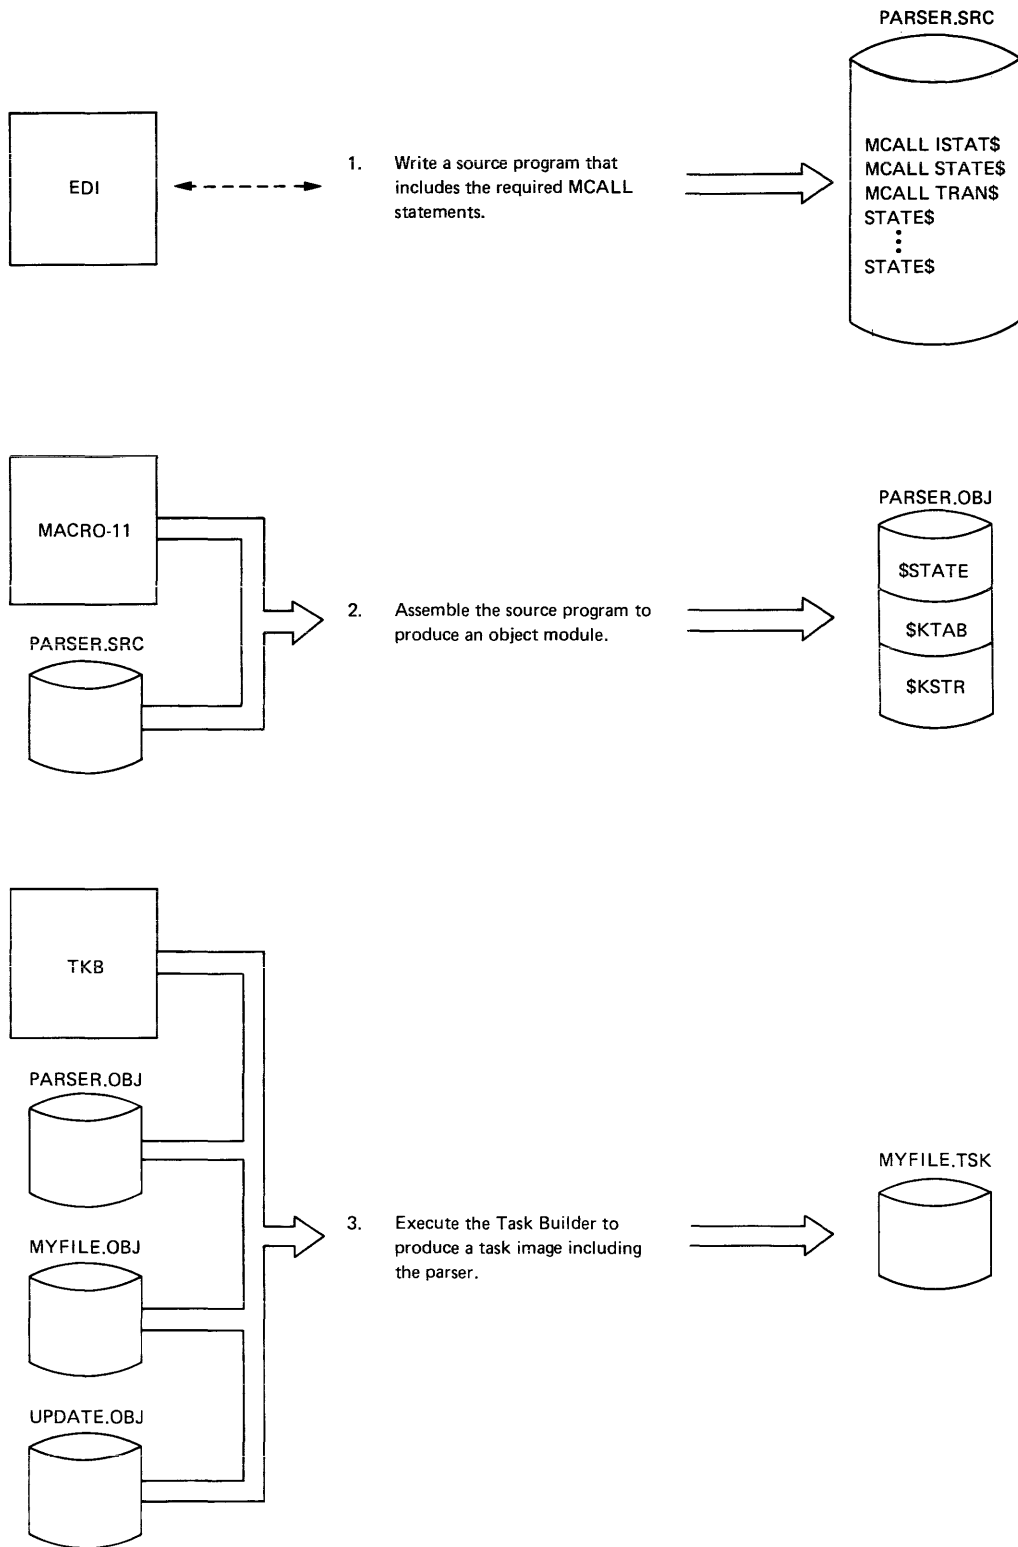 PARSER.SRC
EDI
1. Write a source program that
includes the required MCALL
statements.
MCALL ISTAT$
MCALL STATE$
MCALL TRAN$
STATE$
STATE$
MACRO-11
PARSER.SRC
2. Assemble the source program to
produce an object module.
PARSER.OBJ
$STATE
$KTAB
$KSTR
TKB
PARSER.OBJ
MYFILE.OBJ
UPDATE.OBJ
3. Execute the Task Builder to
produce a task image including
the parser.
MYFILE.TSK